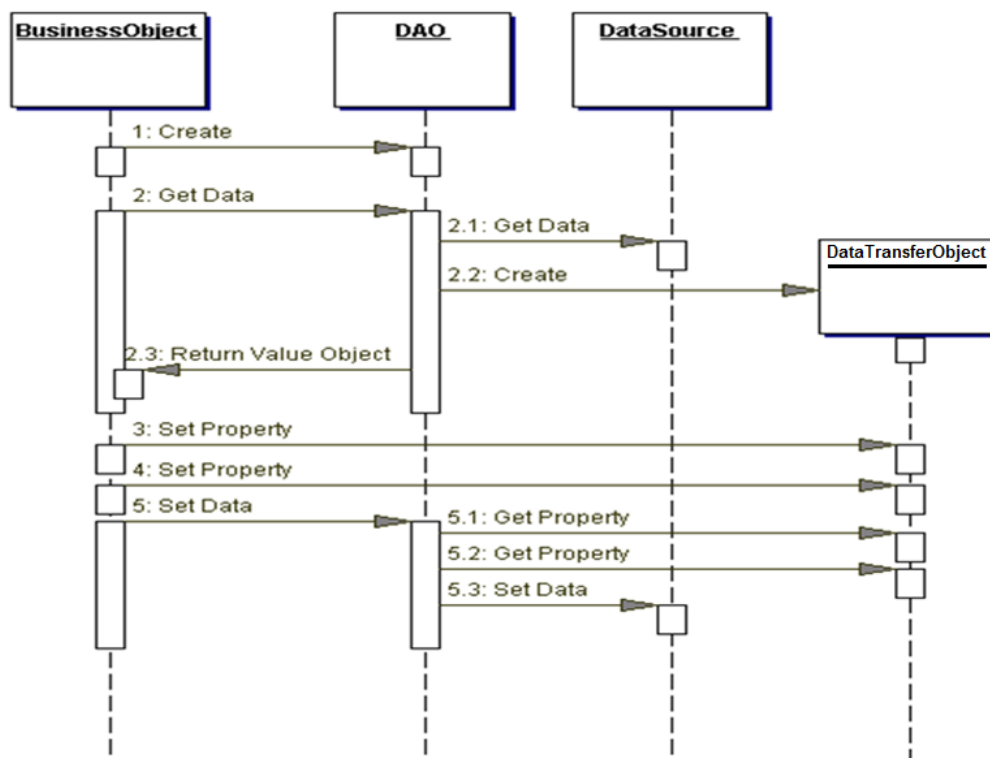 BusinessObject
DAO
DataSource
1: Create
2: Get Data
2.1: Get Data
DataTransferObject
2.2: Create
2.3: Return Value Object
3: Set Property
4: Set Property
5: Set Data
5.1: Get Property
5.2: Get Property
5.3: Set Data